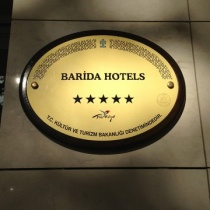 BARİDA HOTELS
★★★★★
Türkiye
T.C. KÜLTÜR VE TURİZM BAKANLIĞI DENETİMİNDEDİR.